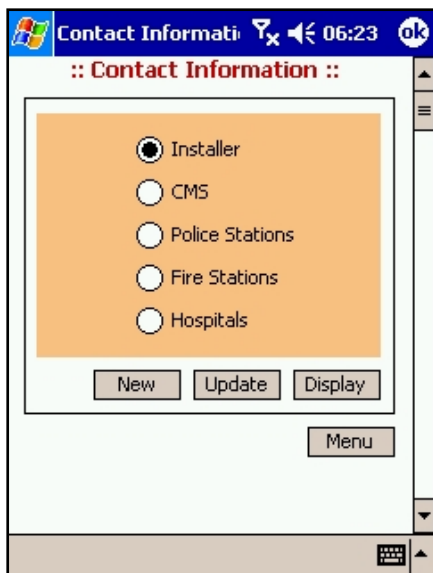 Contact Informati 06:23 ok
:: Contact Information ::
Installer
CMS
Police Stations
Fire Stations
Hospitals
New Update Display
Menu